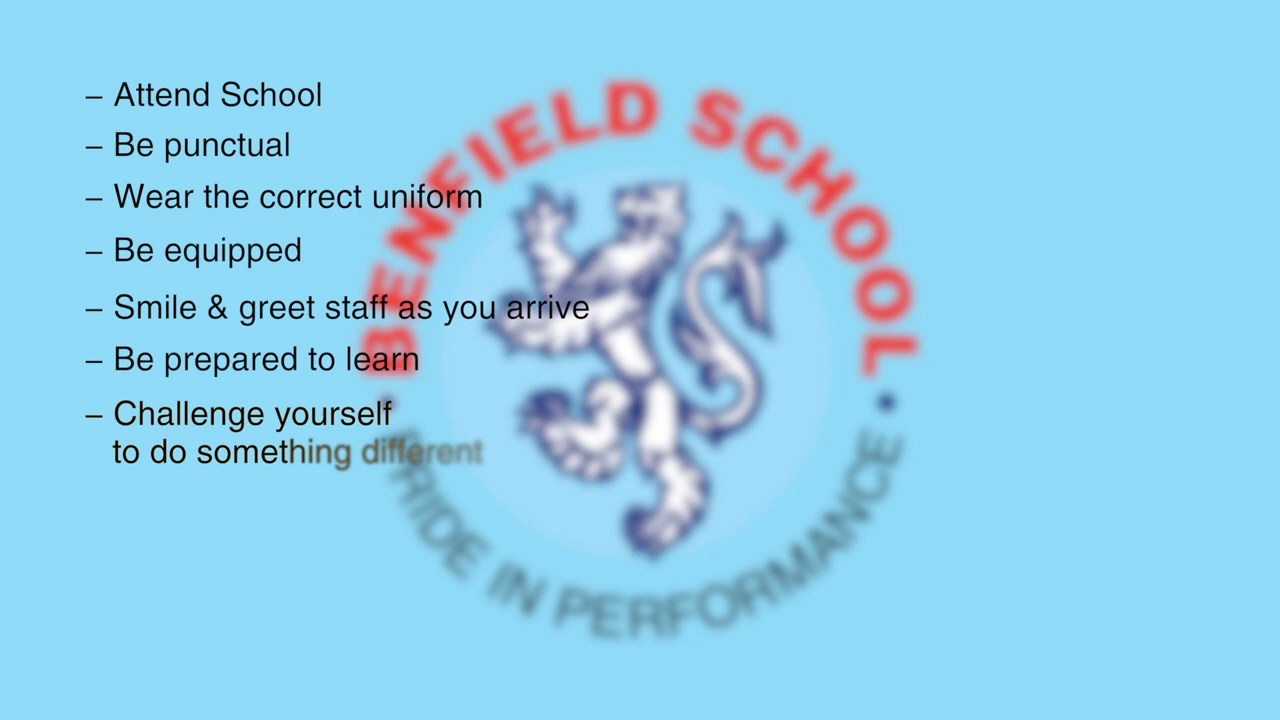 – Attend School
– Be punctual
– Wear the correct uniform
– Be equipped
– Smile & greet staff as you arrive
– Be prepared to learn
– Challenge yourself
to do something different
BENFIELD SCHOOL
• PRIDE IN PERFORMANCE •